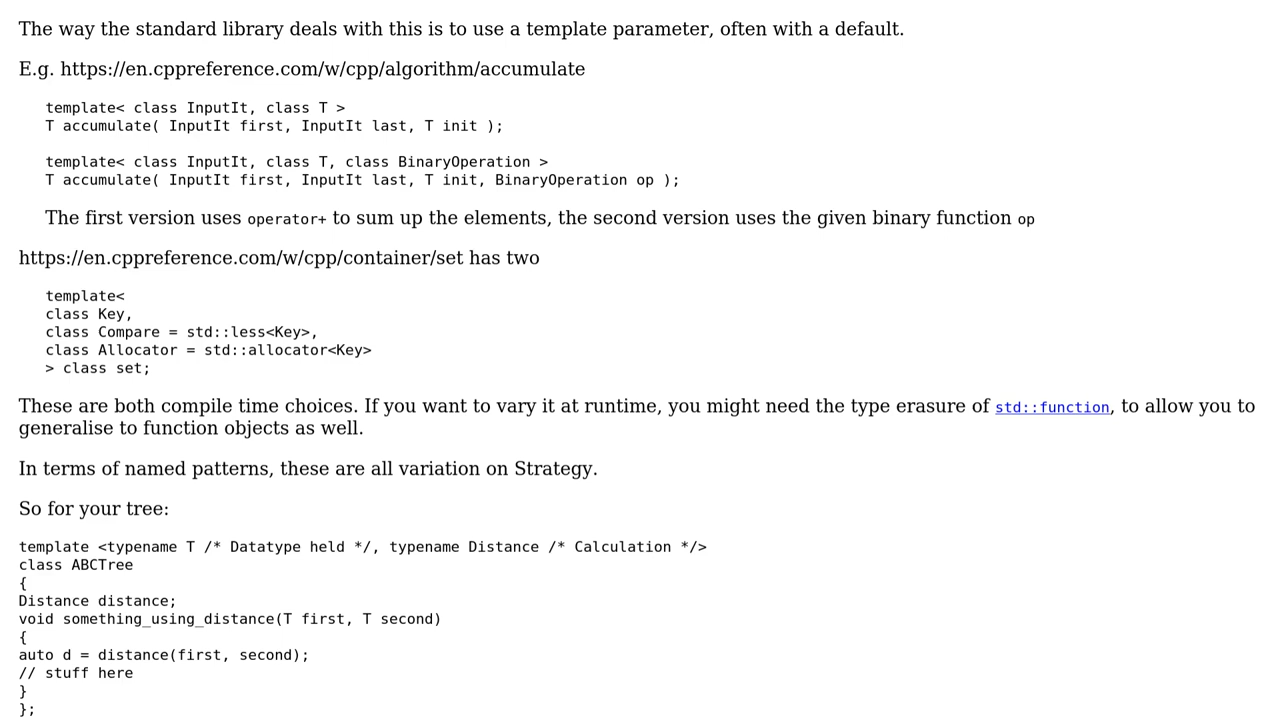 The way the standard library deals with this is to use a template parameter, often with a default.
E.g. https://en.cppreference.com/w/cpp/algorithm/accumulate
template< class InputIt, class T >
T accumulate( InputIt first, InputIt last, T init );
template< class InputIt, class T, class BinaryOperation >
T accumulate( InputIt first, InputIt last, T init, BinaryOperation op );
The first version uses operator+ to sum up the elements, the second version uses the given binary function op
https://en.cppreference.com/w/cpp/container/set has two
template<
class Key,
class Compare = std::less<Key>,
class Allocator = std::allocator<Key>
> class set;
These are both compile time choices. If you want to vary it at runtime, you might need the type erasure of std::function, to allow you to
generalise to function objects as well.
In terms of named patterns, these are all variation on Strategy.
So for your tree:
template <typename T /* Datatype held */, typename Distance /* Calculation */>
class ABCTree
{
Distance distance;
void something_using_distance(T first, T second)
{
auto d = distance(first, second);
// stuff here
}
};